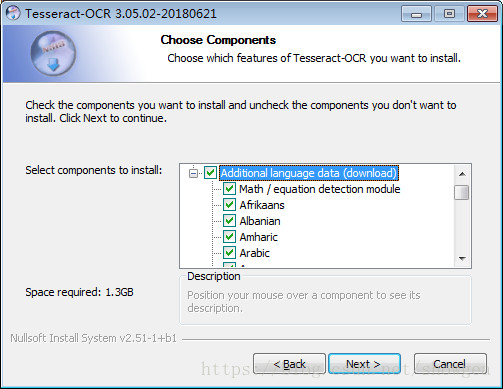 Tesseract-OCR 3.05.02-20180621
Choose Components
Choose which features of Tesseract-OCR you want to install.
Check the components you want to install and uncheck the components you don't want to
install. Click Next to continue.
Select components to install:
Additional language data (download)
Math / equation detection module
Afrikaans
Albanian
Amharic
Arabic
Space required: 1.3GB
Description
Position your mouse over a component to see its
description.
Nullsoft Install System v2.51-1+b1
< Back
Next >
Cancel